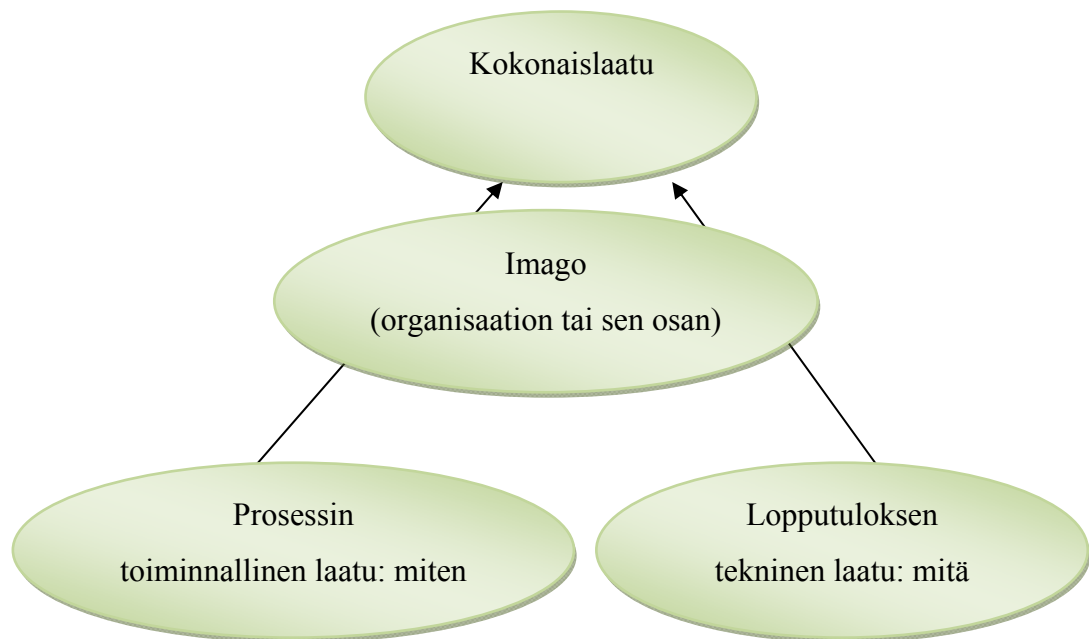 Kokonaislaatu
Imago
(organisaation tai sen osan)
Prosessin
toiminnallinen laatu: miten
Lopputuloksen
tekninen laatu: mitä